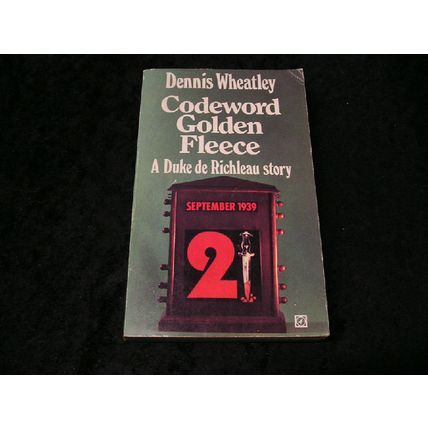 Dennis Wheatley
Codeword
Golden
Fleece
A Duke de Richleau story
SEPTEMBER 1939
2